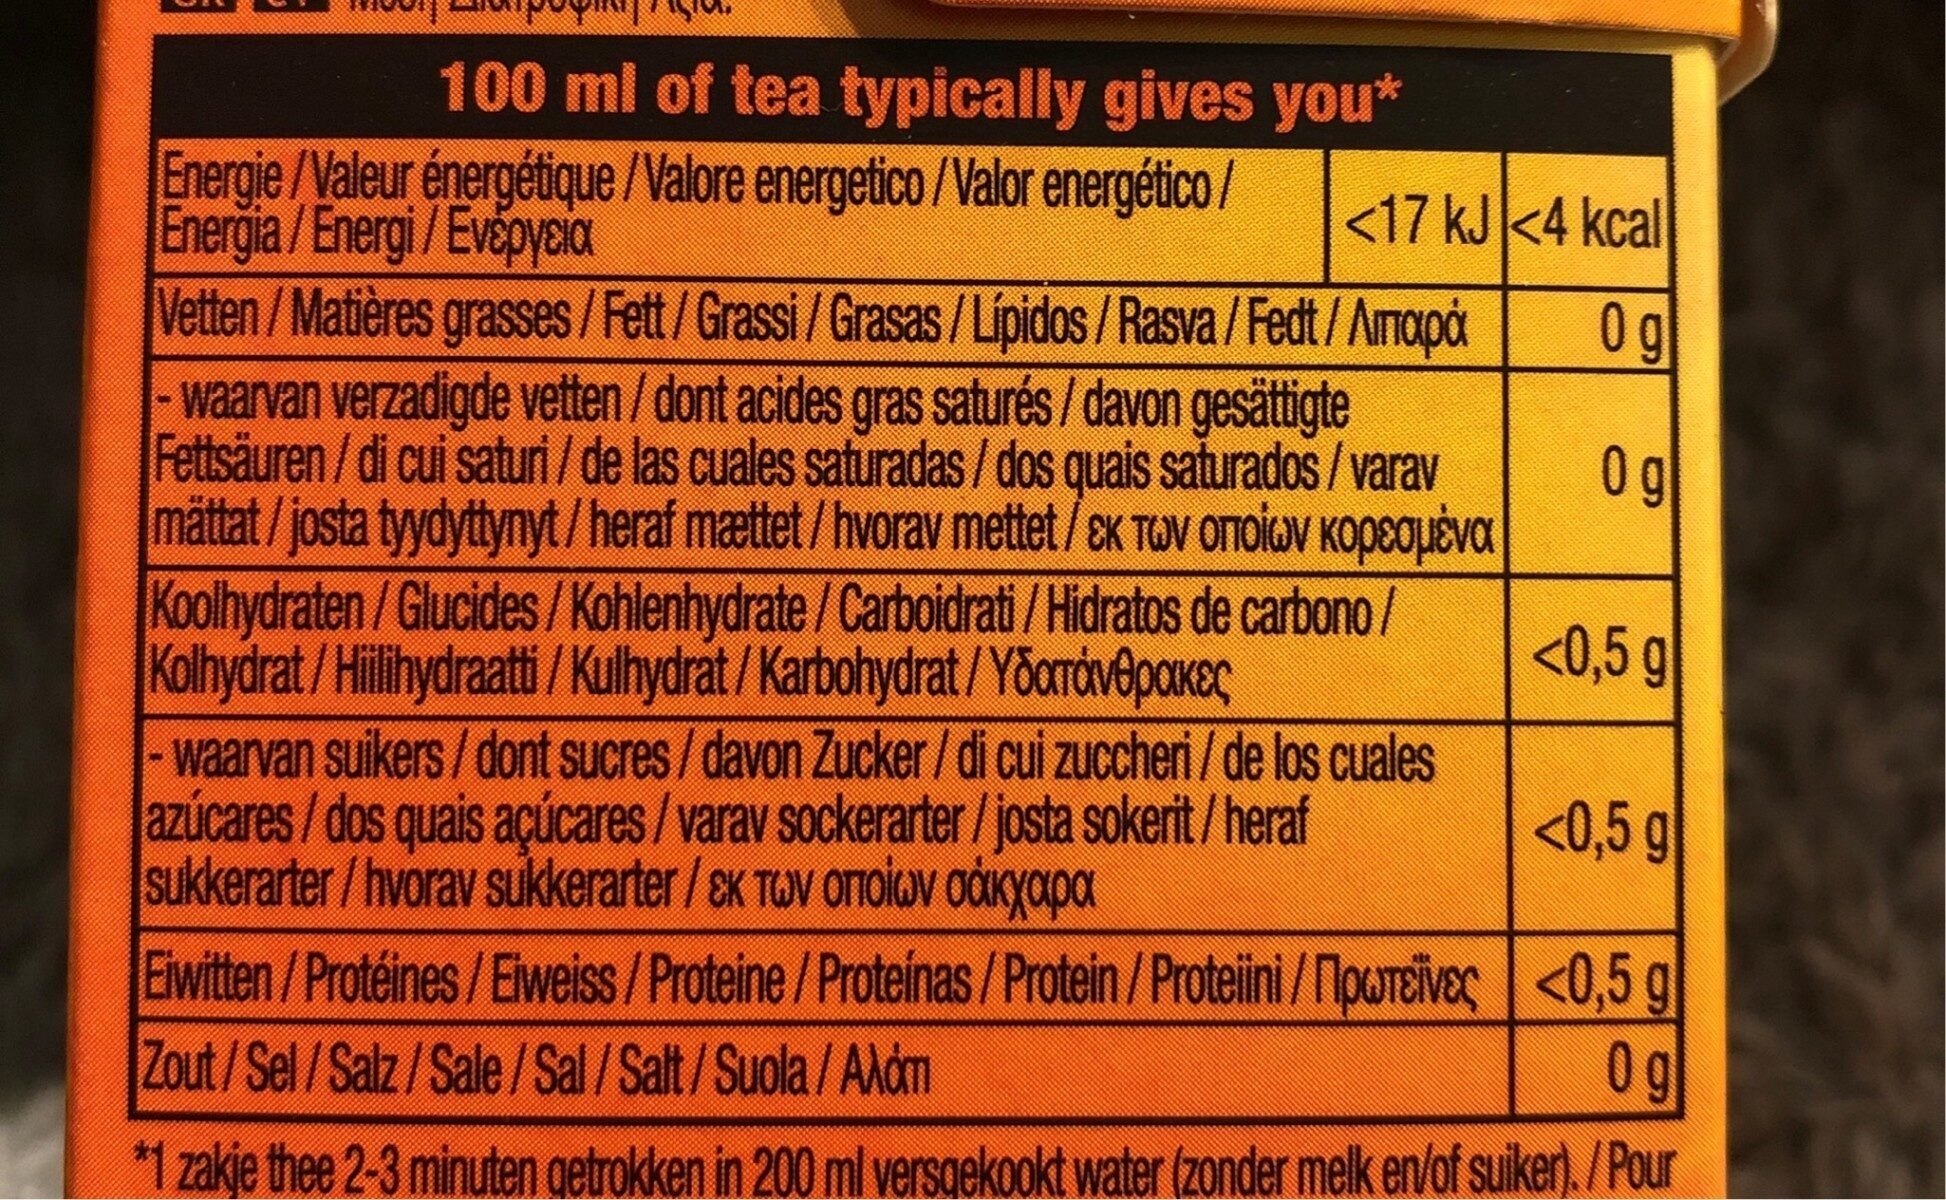 100 ml of tea typically gives you*
Energie / Valeur énergétique / Valore energetico / Valor energético /
Energia / Energi / Ενέργεια
<17 kJ
<4 kcal
Vetten / Matières grasses / Fett / Grassi / Grasas / Lípidos / Rasva / Fedt / Λιπαρά
0 g
- waarvan verzadigde vetten / dont acides gras saturés / davon gesättigte
Fettsäuren / di cui saturi / de las cuales saturadas / dos quais saturados / varav
mättat / josta tyydyttynyt / heraf mættet / hvorav mettet / εκ των οποίων κορεσμένα
0 g
Koolhydraten / Glucides / Kohlenhydrate / Carboidrati / Hidratos de carbono /
Kolhydrat / Hiilihydraatti / Kulhydrat / Karbohydrat / Υδατάνθρακες
<0,5 g
- waarvan suikers / dont sucres / davon Zucker / di cui zuccheri / de los cuales
azúcares / dos quais açúcares / varav sockerarter / josta sokerit / heraf
sukkerarter / hvorav sukkerarter / εκ των οποίων σάκχαρα
<0,5 g
Eiwitten / Protéines / Eiweiss / Proteine / Proteínas / Protein / Proteiini / Πρωτεΐνες
<0,5 g
Zout / Sel / Salz / Sale / Sal / Salt / Suola / Αλάτι
0 g
*1 zakje thee 2-3 minuten getrokken in 200 ml versgekookt water (zonder melk en/of suiker). / Pour